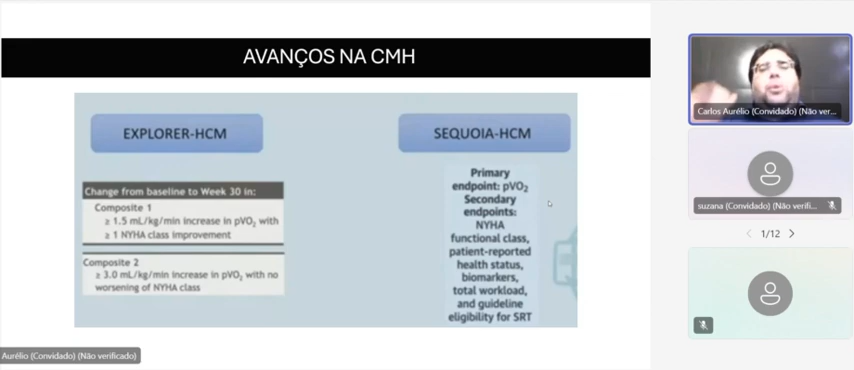 AVANÇOS NA CMH
EXPLORER-HCM
Change from baseline to Week 30 in:
Composite 1
≥ 1.5 mL/kg/min increase in pVO₂ with
≥ 1 NYHA class improvement
Composite 2
≥ 3.0 mL/kg/min increase in pVO₂ with no
worsening of NYHA class
SEQUOIA-HCM
Primary
endpoint: pVO₂
Secondary
endpoints:
NYHA
functional class,
patient-reported
health status,
biomarkers,
total workload,
and guideline
eligibility for SRT
Aurélio (Convidado) (Não verificado)
Carlos Aurélio (Convidado) (Não ver...
suzana (Convidado) (Não verifi...
1/12